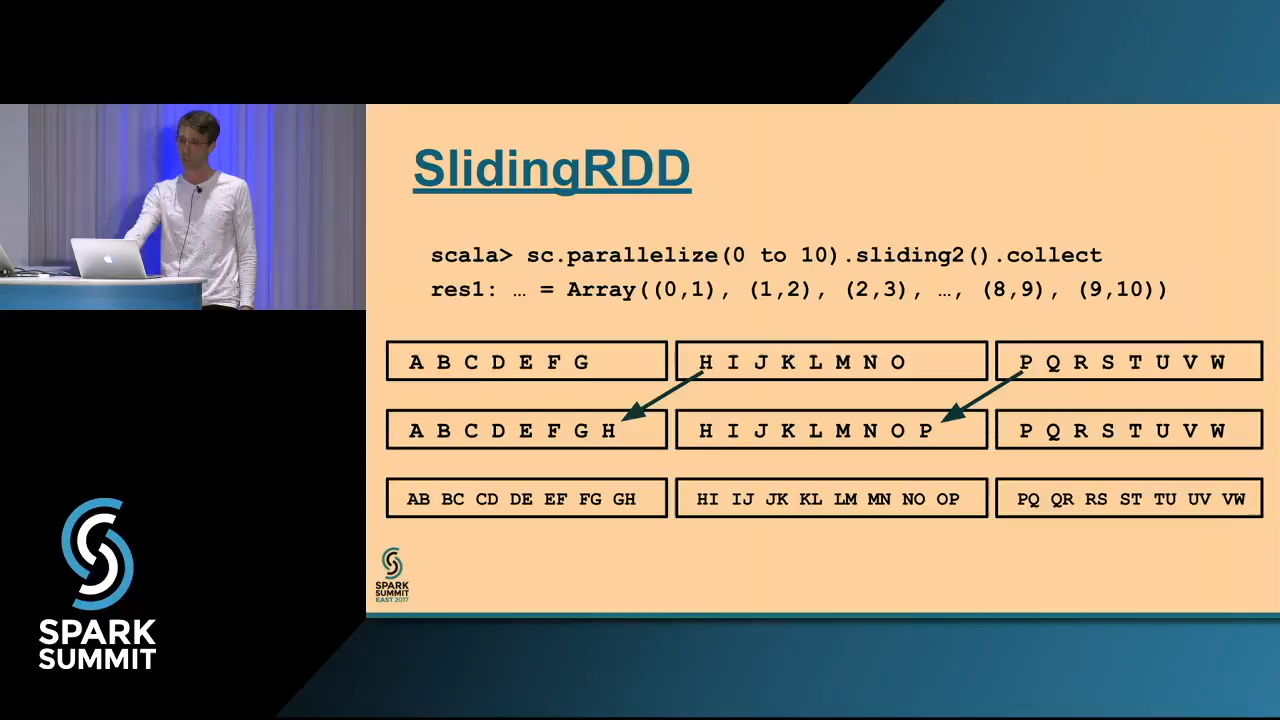 SlidingRDD
scala> sc.parallelize(0 to 10).sliding2().collect
res1: … = Array((0,1), (1,2), (2,3), …, (8,9), (9,10))
A B C D E F G
H I J K L M N O
P Q R S T U V W
A B C D E F G H
H I J K L M N O P
P Q R S T U V W
AB BC CD DE EF FG GH
HI IJ JK KL LM MN NO OP
PQ QR RS ST TU UV VW
SPARK
SUMMIT
EAST 2017
SPARK
SUMMIT